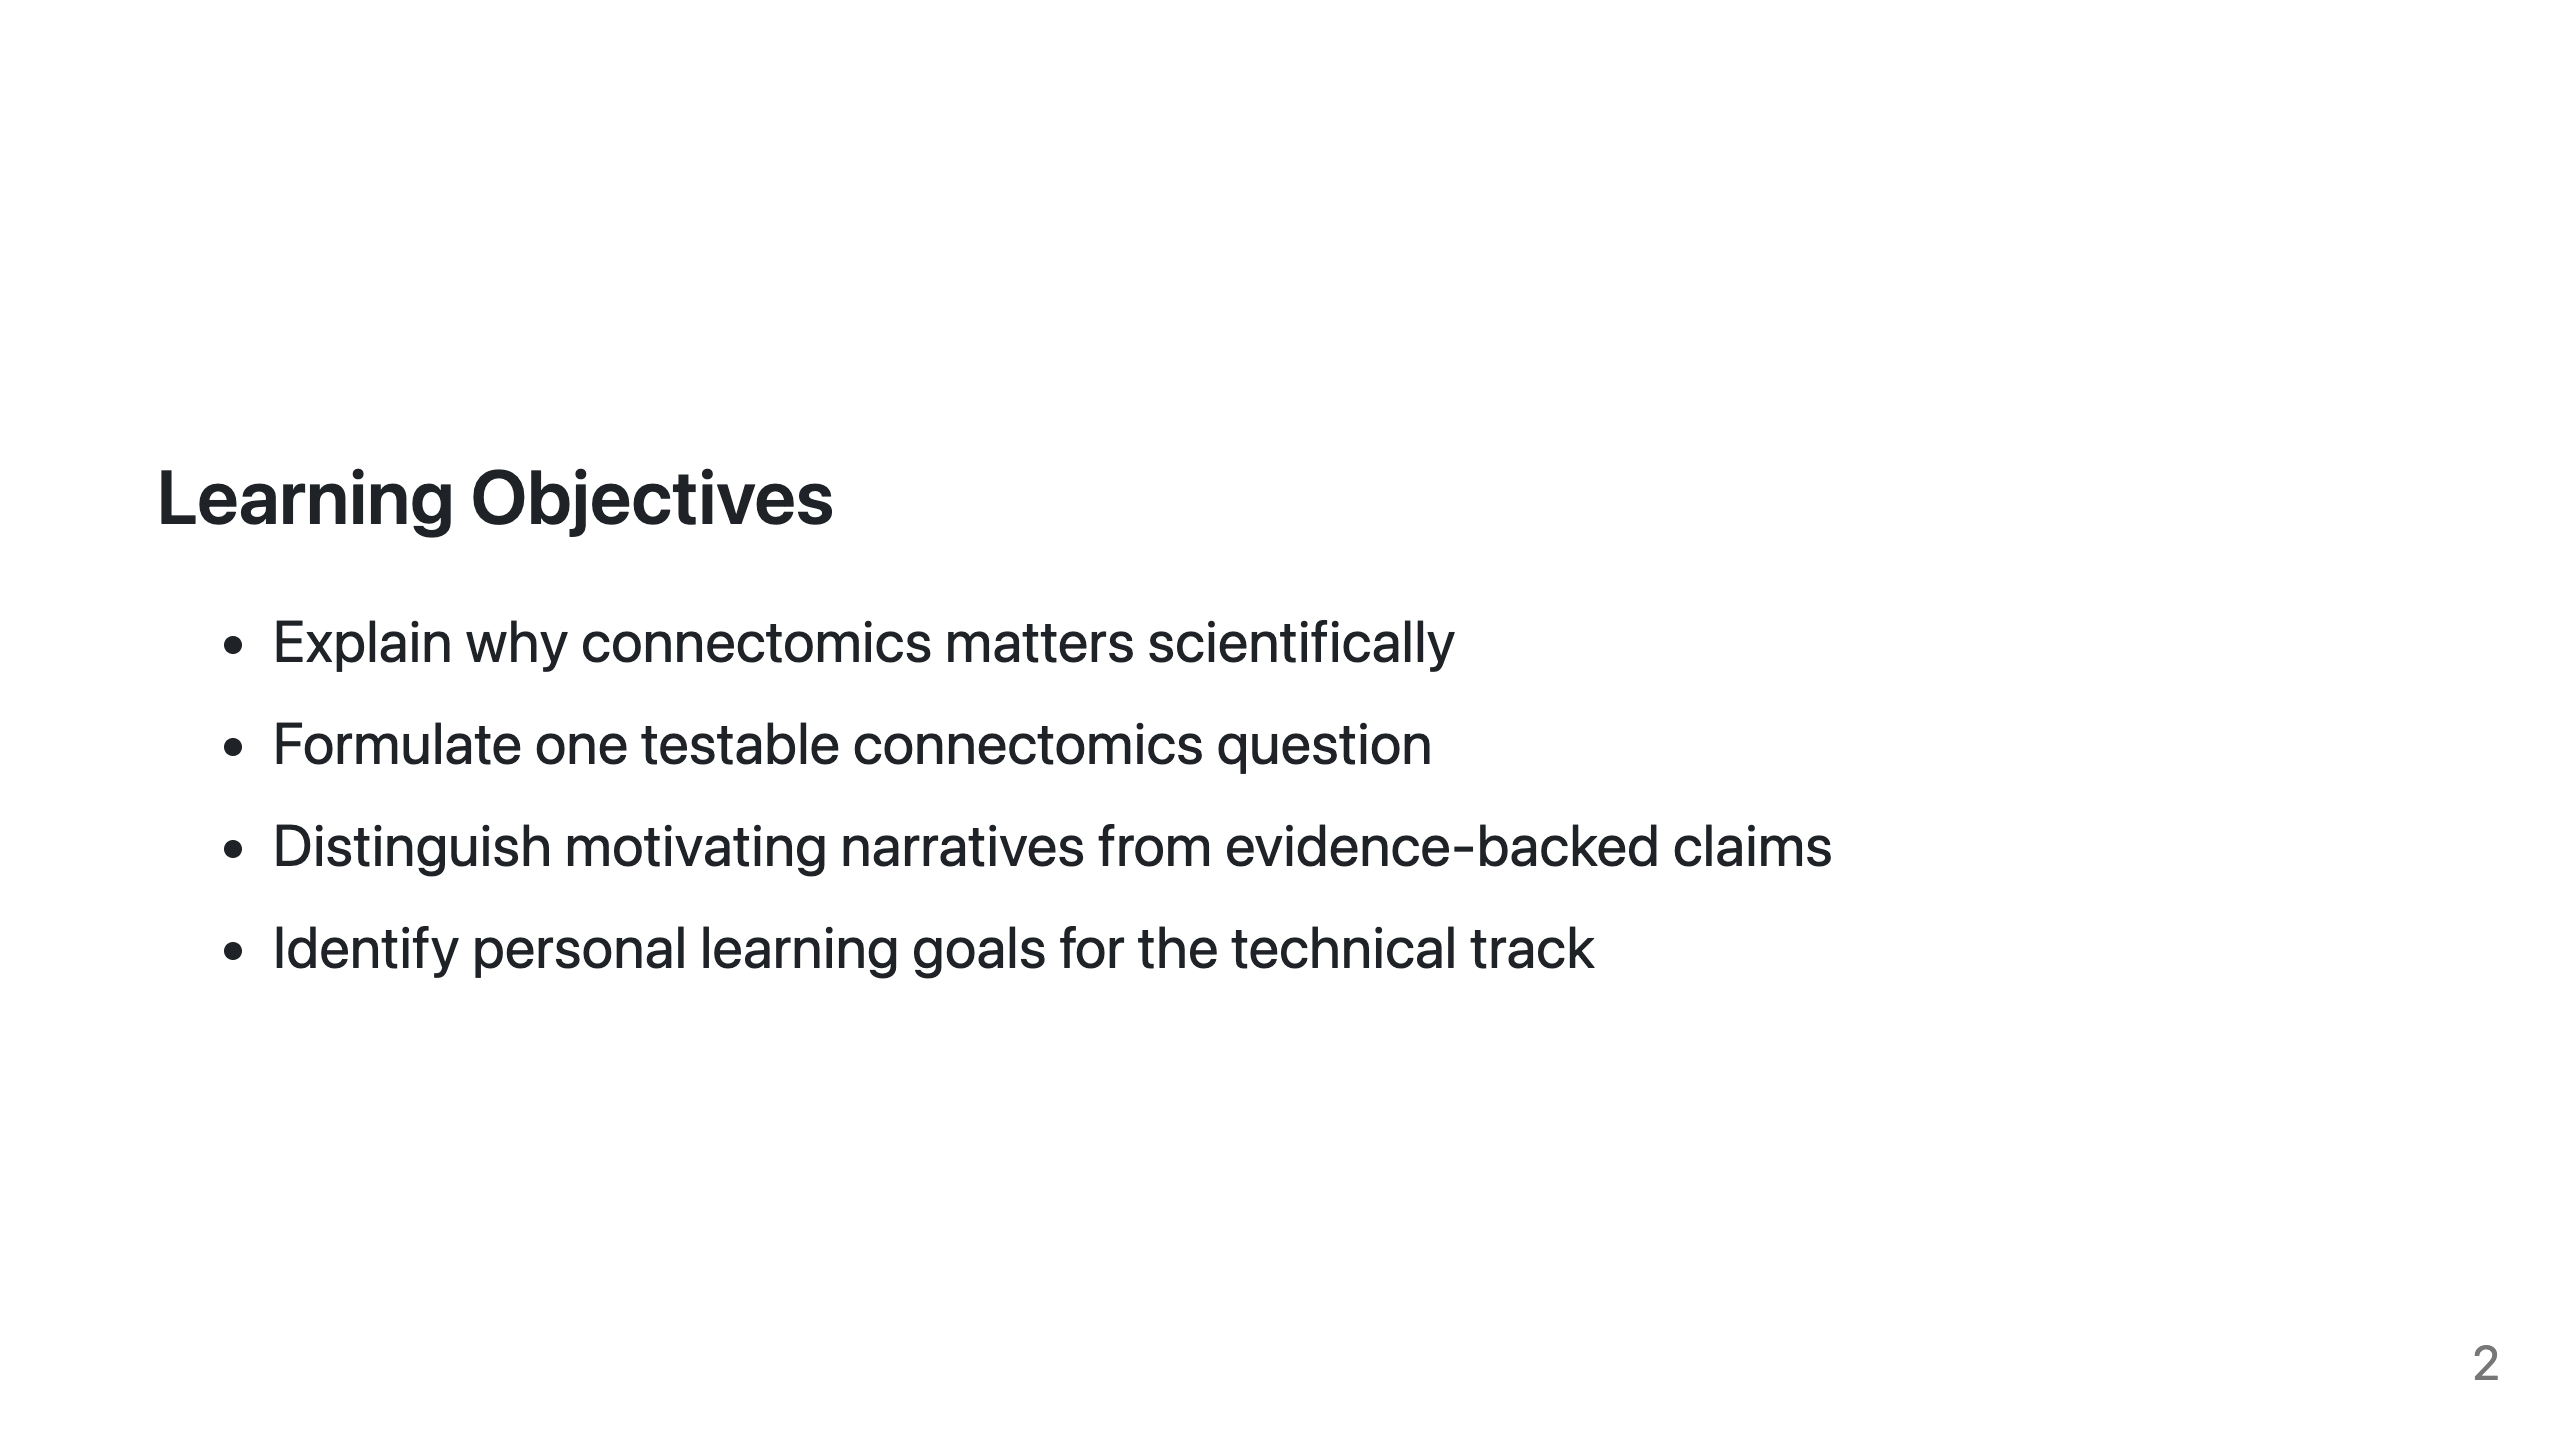 Learning Objectives
• Explain why connectomics matters scientifically
• Formulate one testable connectomics question
• Distinguish motivating narratives from evidence-backed claims
• Identify personal learning goals for the technical track
2